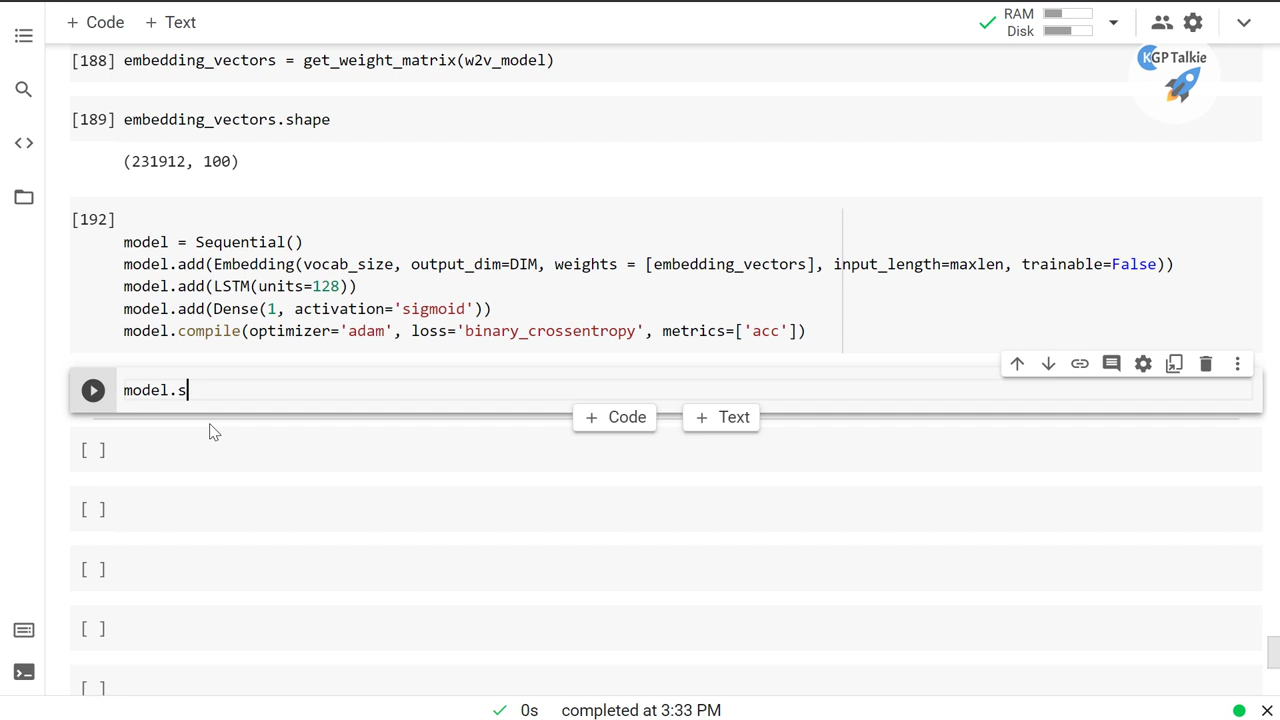 + Code + Text
RAM
Disk
KGP Talkie
[188] embedding_vectors = get_weight_matrix(w2v_model)
[189] embedding_vectors.shape
(231912, 100)
[192]
model = Sequential()
model.add(Embedding(vocab_size, output_dim=DIM, weights = [embedding_vectors], input_length=maxlen, trainable=False))
model.add(LSTM(units=128))
model.add(Dense(1, activation='sigmoid'))
model.compile(optimizer='adam', loss='binary_crossentropy', metrics=['acc'])
model.s
+ Code + Text
[ ]
[ ]
[ ]
[ ]
[ ]
0s completed at 3:33 PM